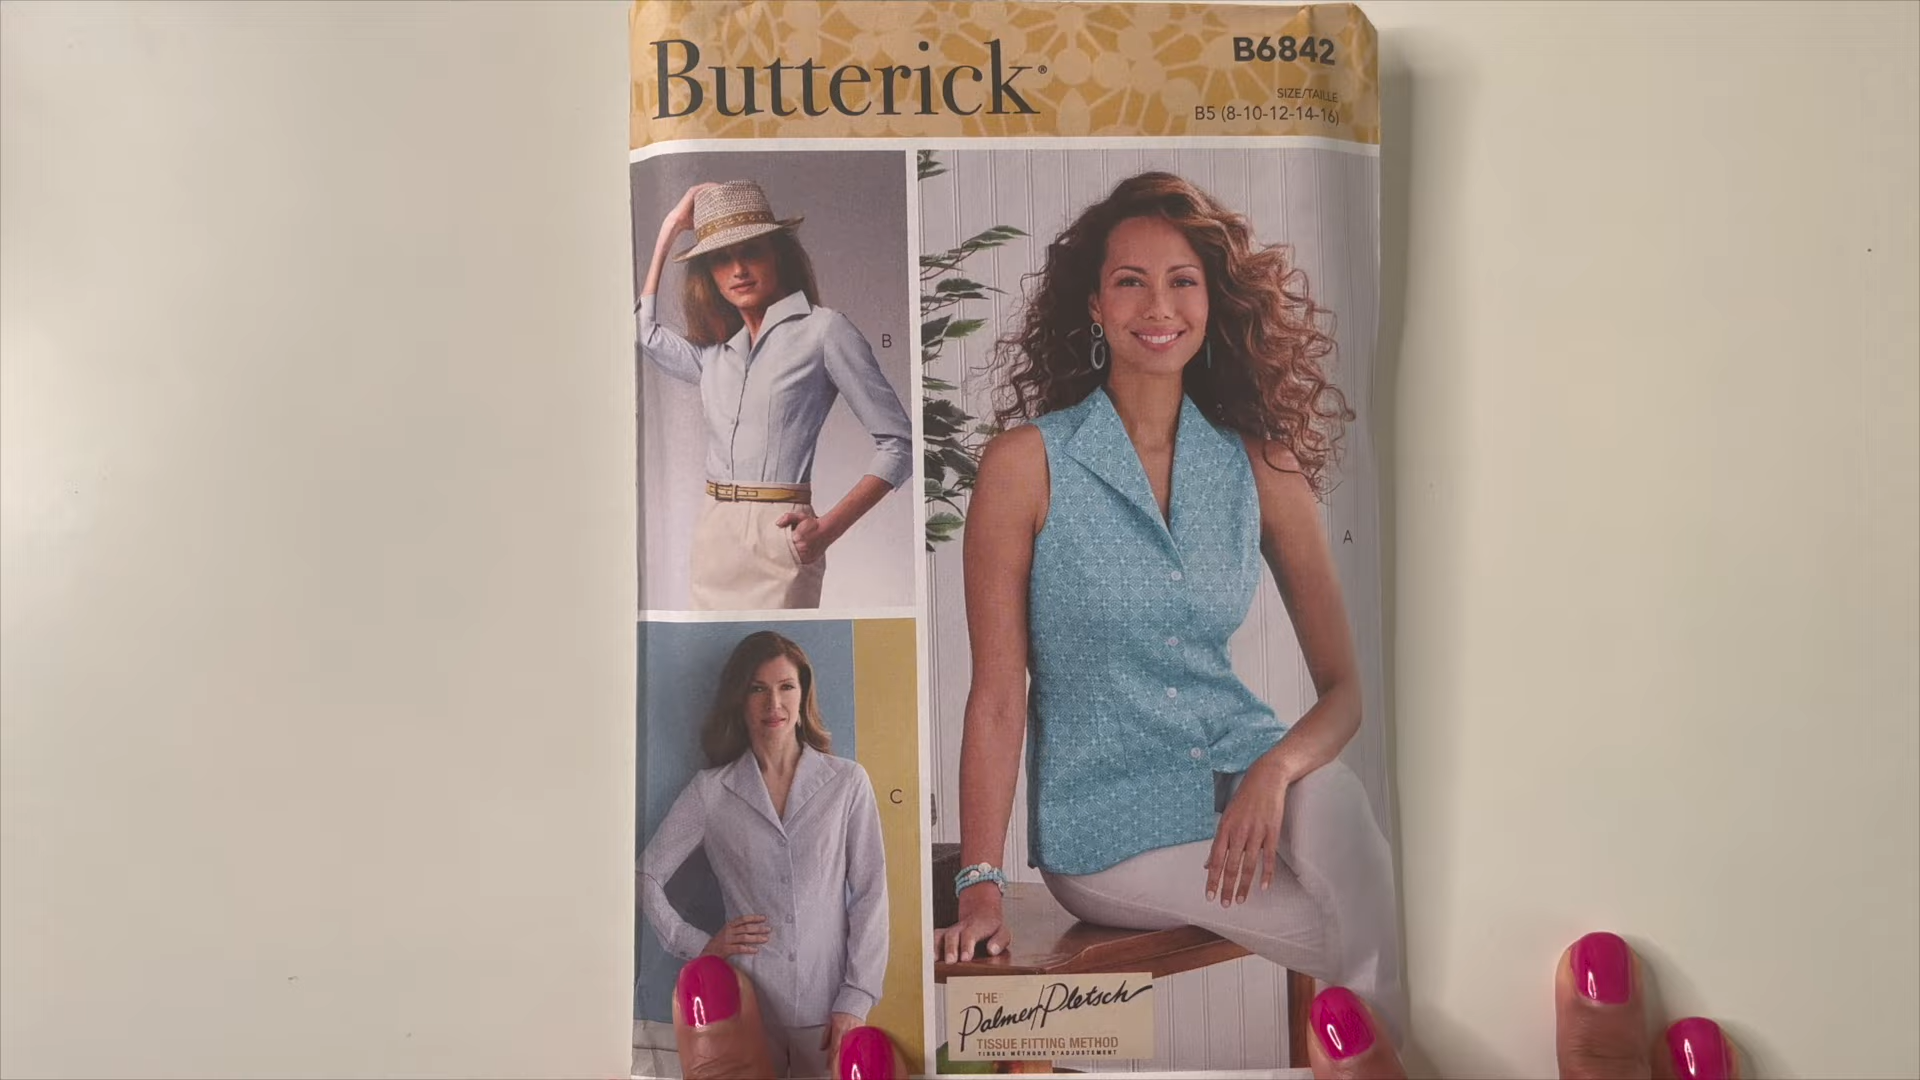 Butterick®
B6842
SIZE/TAILLE
B5 (8-10-12-14-16)
B
A
C
THE
Palmer/Pletsch
TISSUE FITTING METHOD
TISSUE MÉTHODE D'AJUSTEMENT